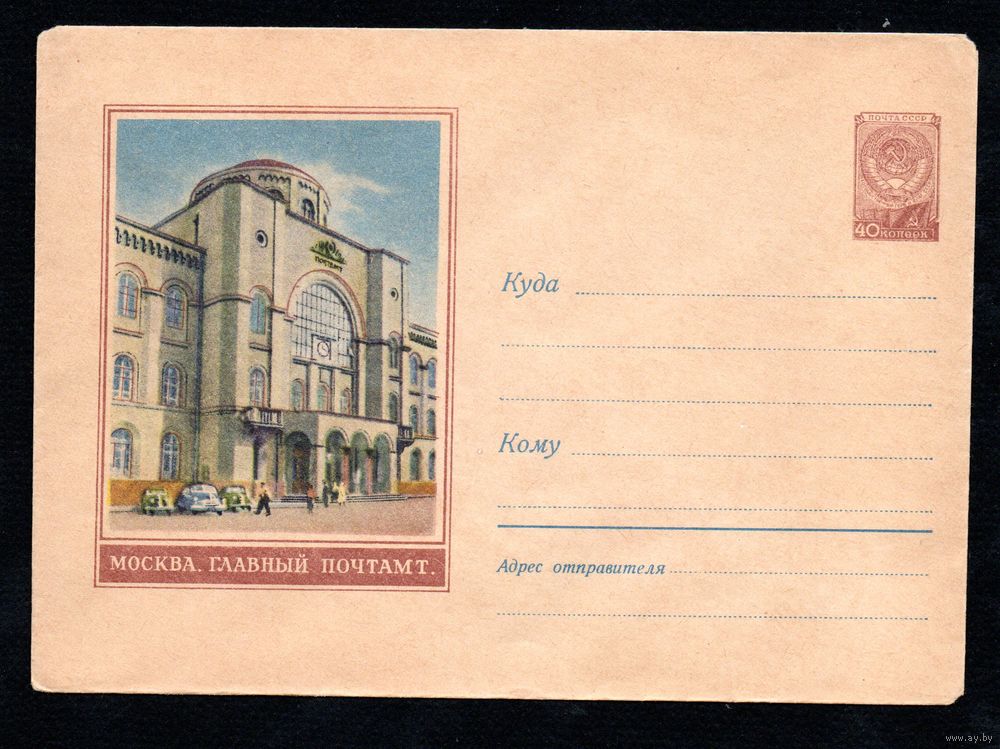 ПОЧТА СССР
40 КОПЕЕК
ПОЧТАМТ
Куда
Кому
Адрес отправителя
МОСКВА. ГЛАВНЫЙ ПОЧТАМТ.
www.ay.by